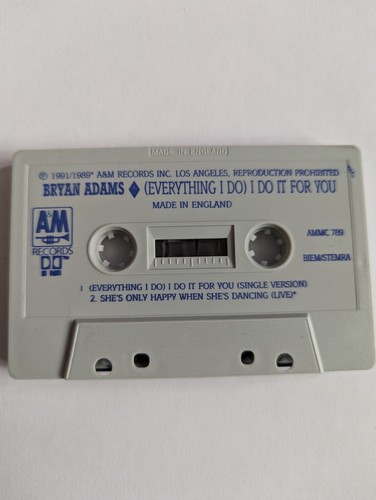 MADE IN ENGLAND
℗ 1991/1989* A&M RECORDS INC. LOS ANGELES, REPRODUCTION PROHIBITED
BRYAN ADAMS ♦ (EVERYTHING I DO) I DO IT FOR YOU
MADE IN ENGLAND
A&M
RECORDS
AMMC 789
BIEM/STEMRA
1 (EVERYTHING I DO) I DO IT FOR YOU (SINGLE VERSION)
2. SHE'S ONLY HAPPY WHEN SHE'S DANCING (LIVE)*